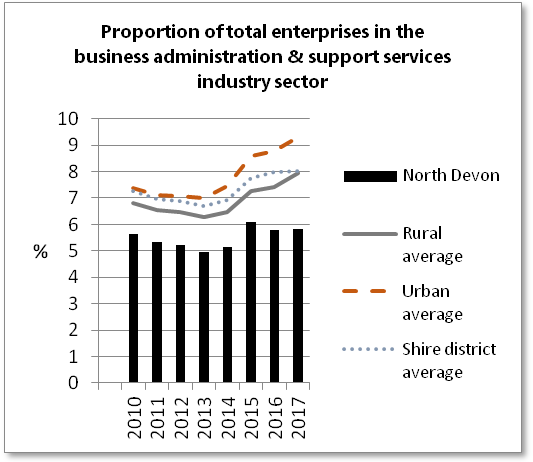 Proportion of total enterprises in the
business administration & support services
industry sector
10
9
8
7
6
5
4
3
2
1
0
%
2010
2011
2012
2013
2014
2015
2016
2017
North Devon
Rural
average
Urban
average
Shire district
average